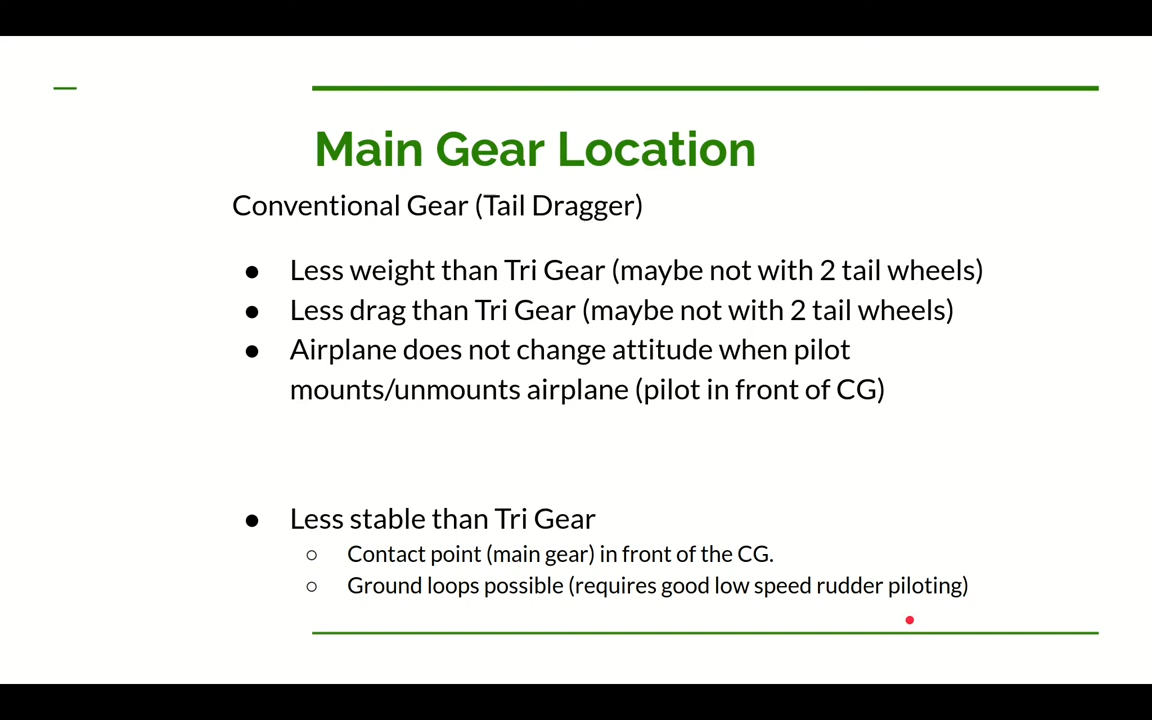 Main Gear Location
Conventional Gear (Tail Dragger)
● Less weight than Tri Gear (maybe not with 2 tail wheels)
● Less drag than Tri Gear (maybe not with 2 tail wheels)
● Airplane does not change attitude when pilot
mounts/unmounts airplane (pilot in front of CG)
● Less stable than Tri Gear
○ Contact point (main gear) in front of the CG.
○ Ground loops possible (requires good low speed rudder piloting)